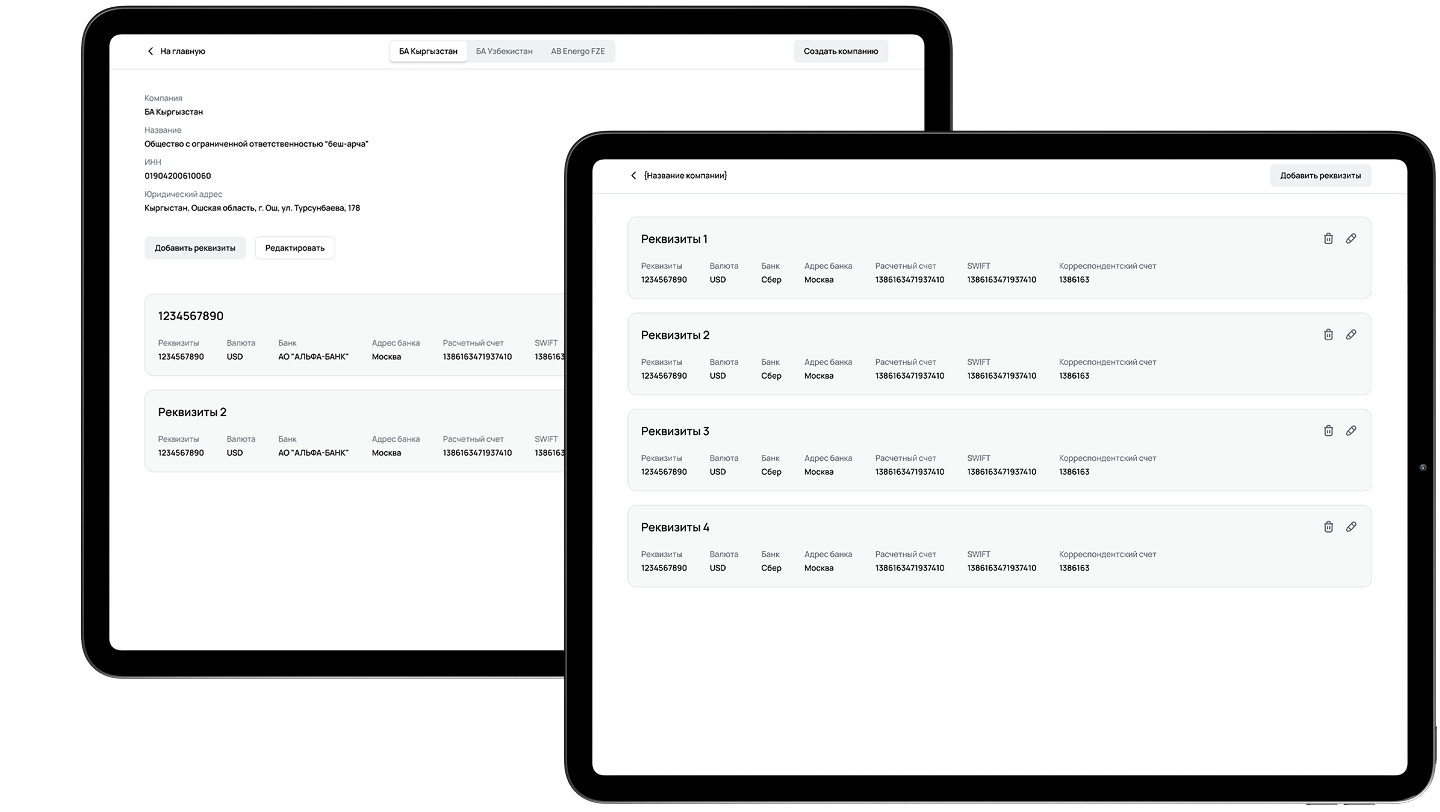 На главную
БА Кыргызстан БА Узбекистан AB Energo FZE
Создать компанию
Компания
БА Кыргызстан
Название
Общество с ограниченной ответственностью "беш-арча"
ИНН
01904200610060
Юридический адрес
Кыргыстан, Ошская область, г. Ош, ул. Турсунбаева, 178
Добавить реквизиты Редактировать
1234567890
Реквизиты Валюта Банк Адрес банка Расчетный счет SWIFT
1234567890 USD АО "АЛЬФА-БАНК" Москва 1386163471937410 1386163
Реквизиты 2
Реквизиты Валюта Банк Адрес банка Расчетный счет SWIFT
1234567890 USD АО "АЛЬФА-БАНК" Москва 1386163471937410 1386163
{Название компании}
Добавить реквизиты
Реквизиты 1
Реквизиты Валюта Банк Адрес банка Расчетный счет SWIFT Корреспондентский счет
1234567890 USD Сбер Москва 1386163471937410 1386163471937410 1386163
Реквизиты 2
Реквизиты Валюта Банк Адрес банка Расчетный счет SWIFT Корреспондентский счет
1234567890 USD Сбер Москва 1386163471937410 1386163471937410 1386163
Реквизиты 3
Реквизиты Валюта Банк Адрес банка Расчетный счет SWIFT Корреспондентский счет
1234567890 USD Сбер Москва 1386163471937410 1386163471937410 1386163
Реквизиты 4
Реквизиты Валюта Банк Адрес банка Расчетный счет SWIFT Корреспондентский счет
1234567890 USD Сбер Москва 1386163471937410 1386163471937410 1386163